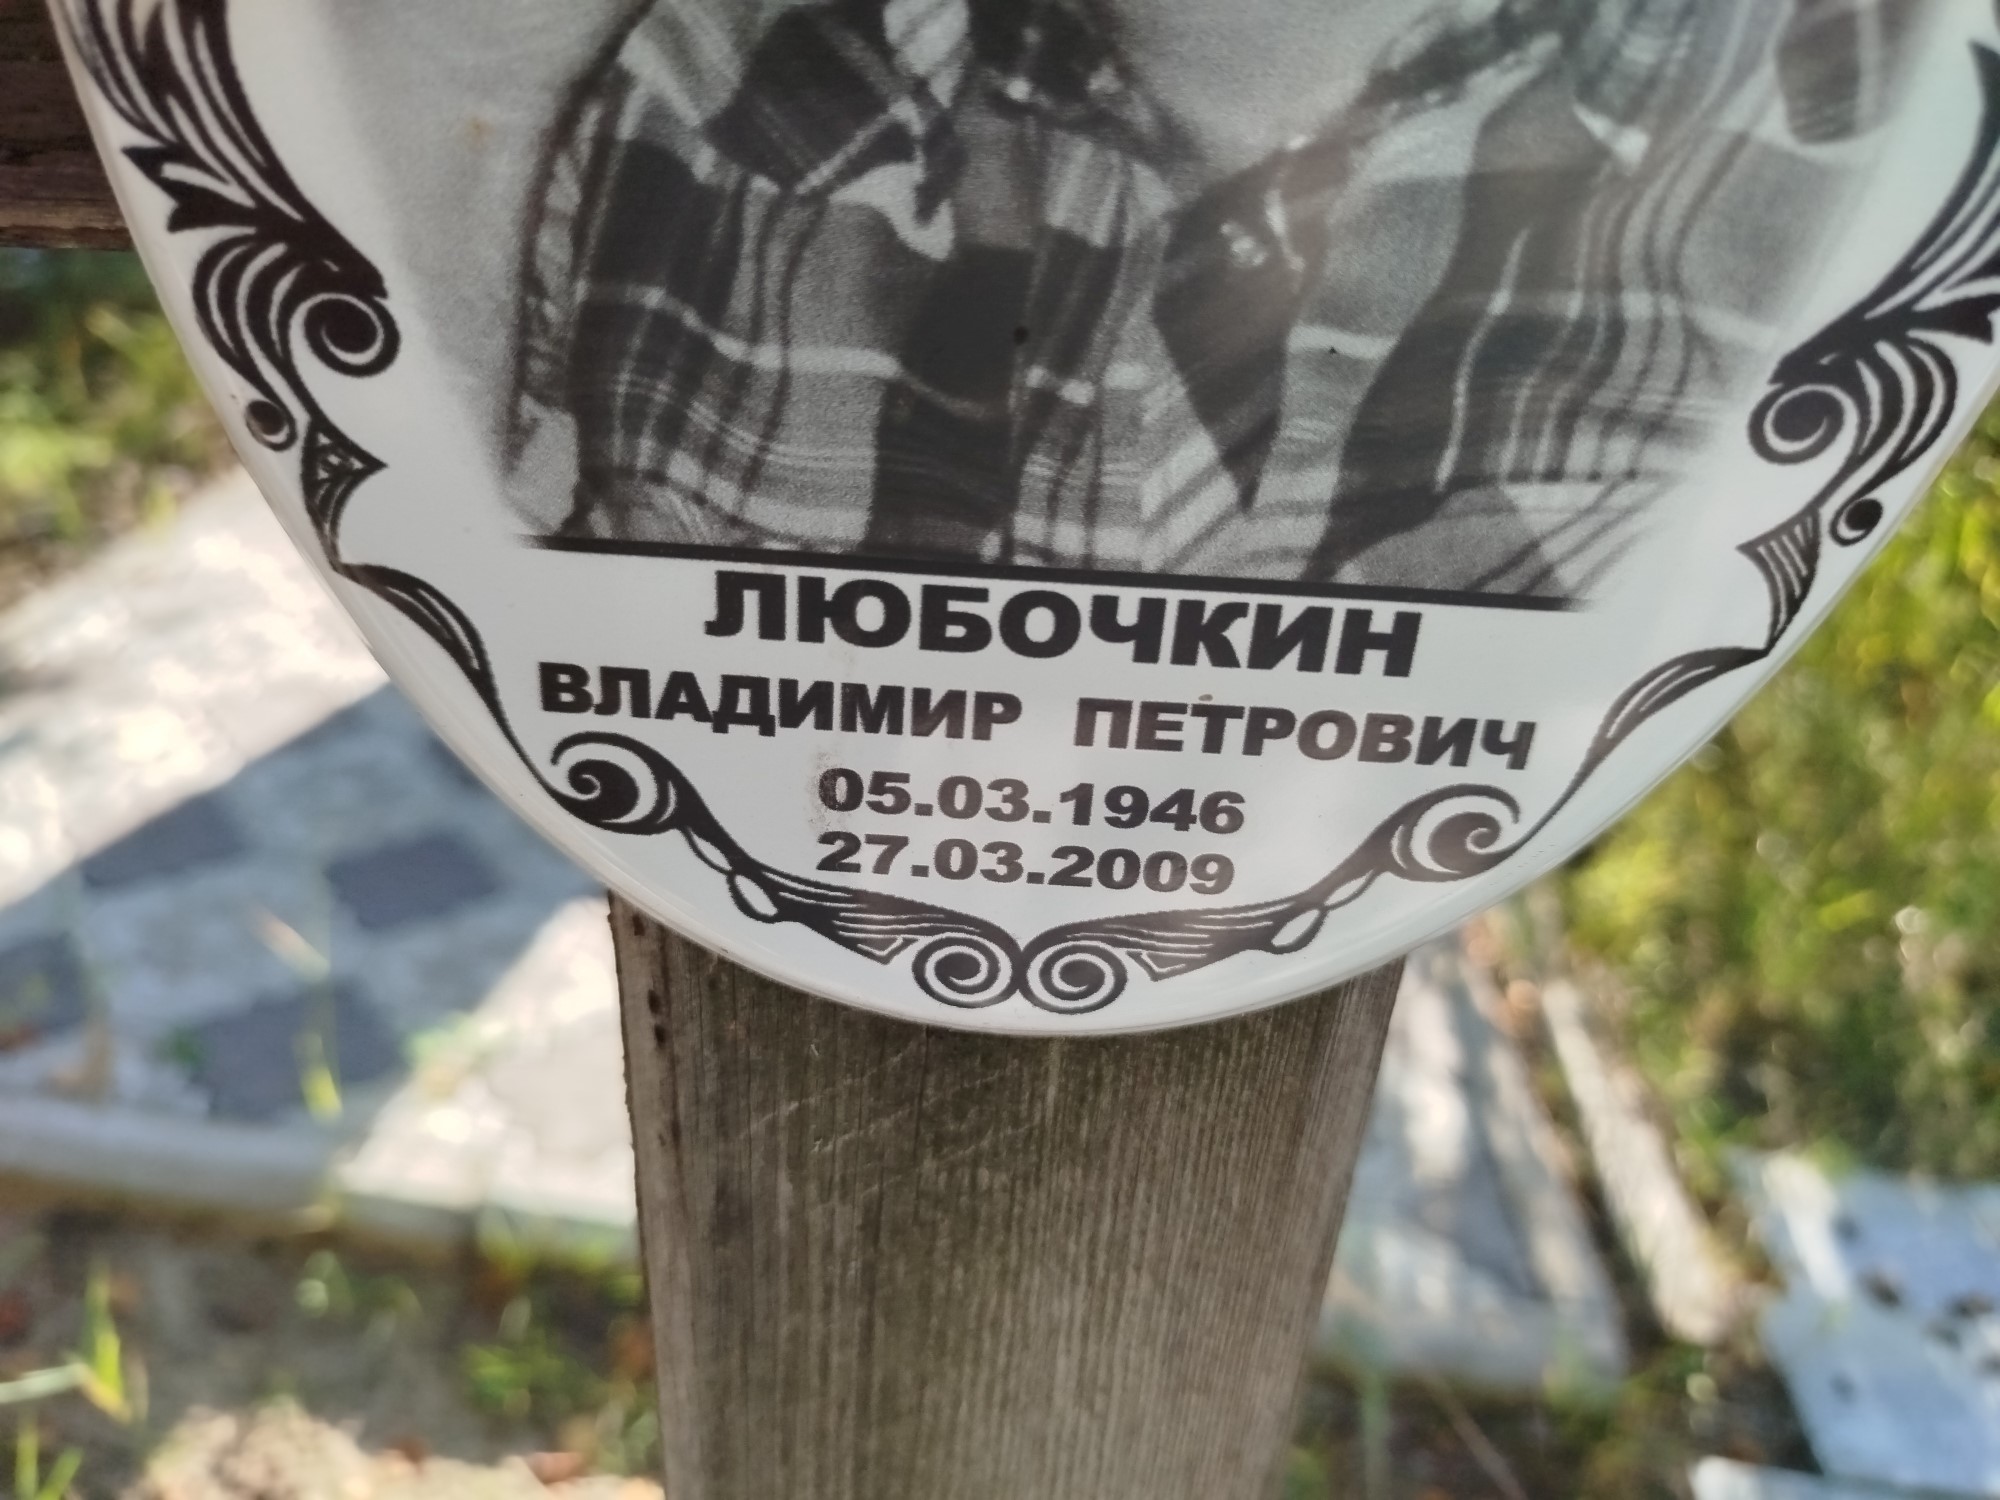 ЛЮБОЧКИН
ВЛАДИМИР ПЕТРОВИЧ
05.03.1946
27.03.2009